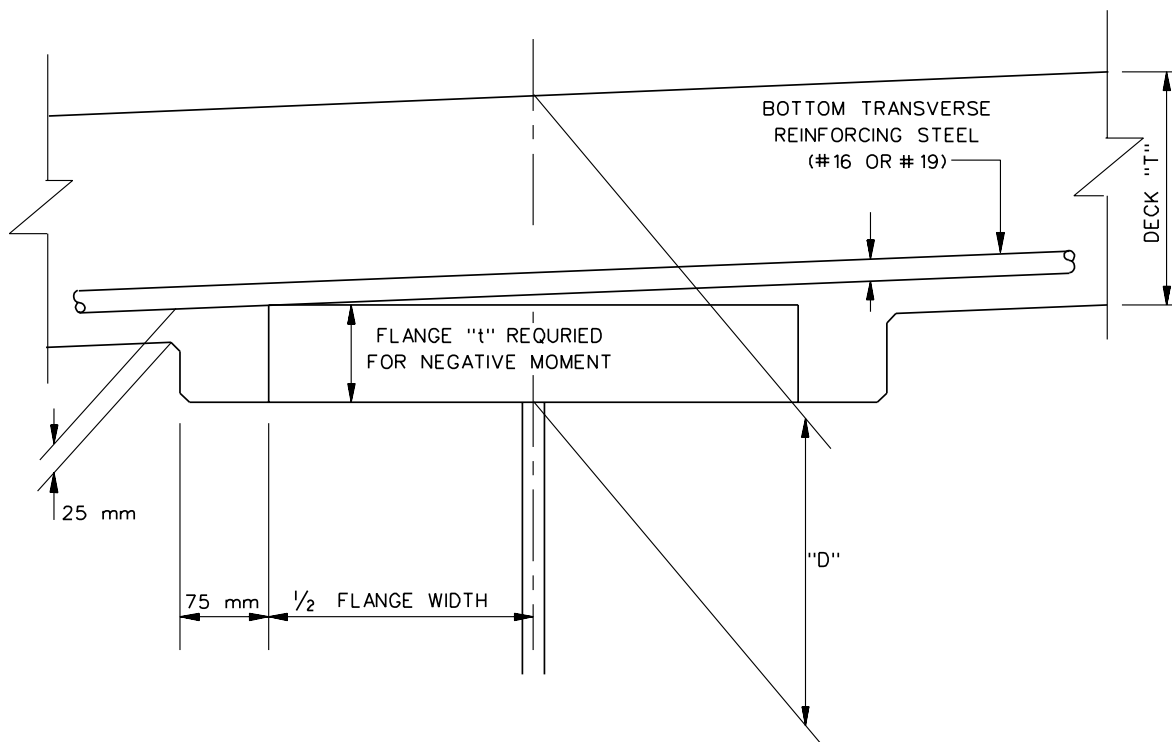 BOTTOM TRANSVERSE
REINFORCING STEEL
(#16 OR #19)
DECK "T"
FLANGE "t" REQURIED
FOR NEGATIVE MOMENT
25 mm
"D"
75 mm
1/2 FLANGE WIDTH